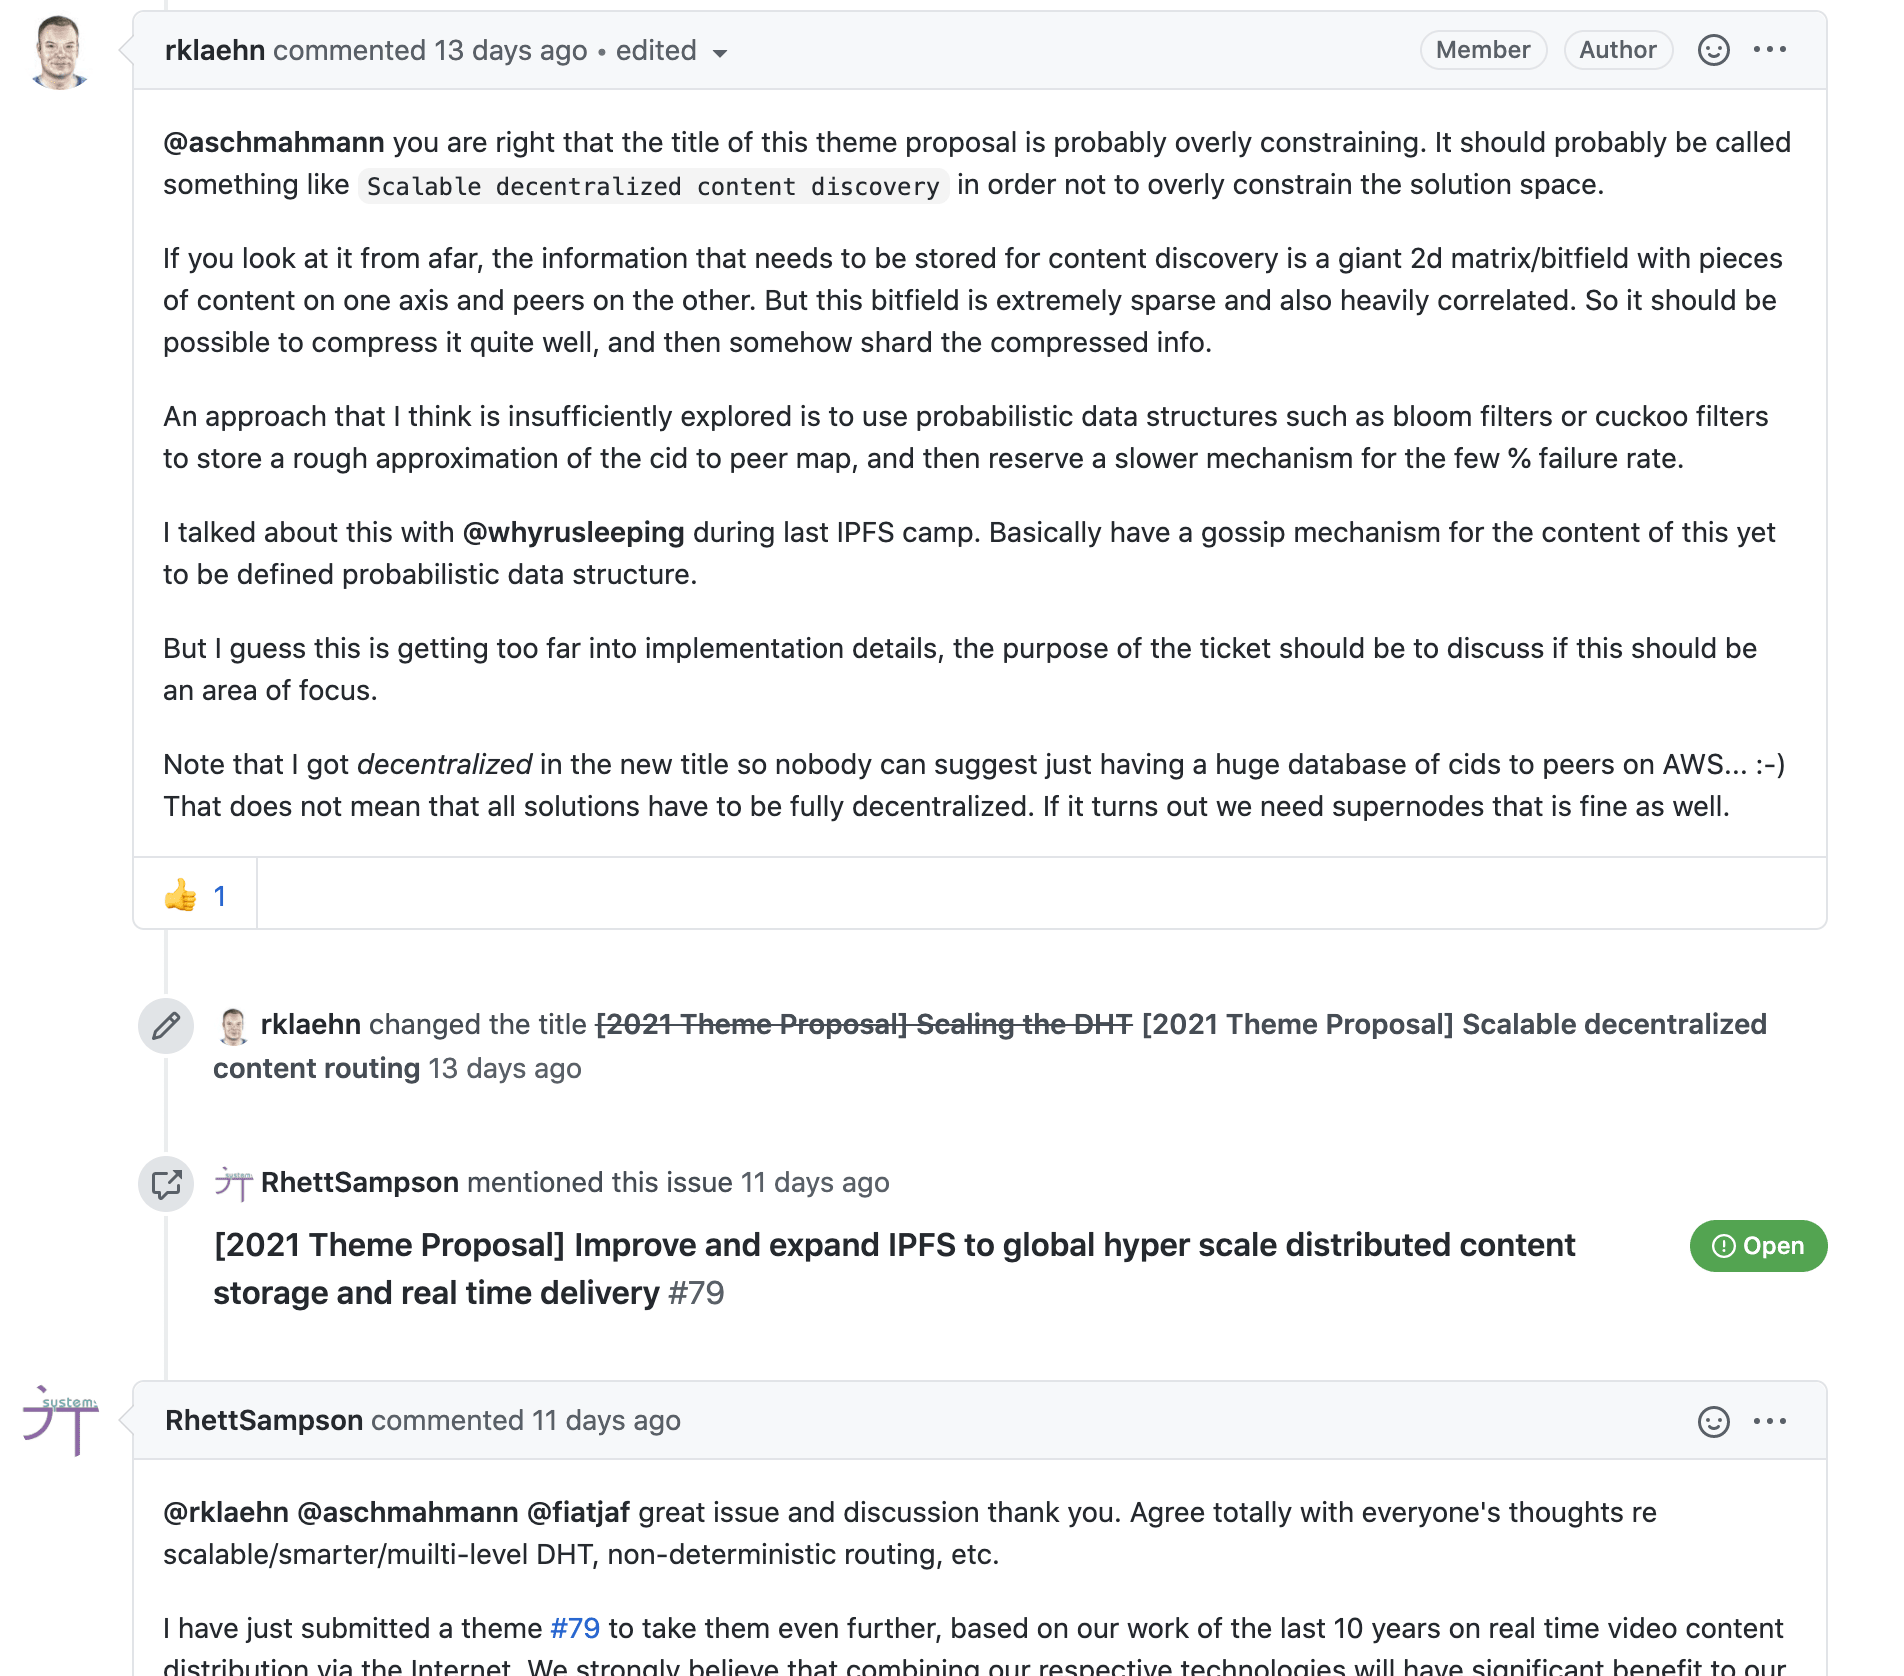 rklaehn commented 13 days ago • edited
Member
Author
@aschmahmann you are right that the title of this theme proposal is probably overly constraining. It should probably be called
something like Scalable decentralized content discovery in order not to overly constrain the solution space.
If you look at it from afar, the information that needs to be stored for content discovery is a giant 2d matrix/bitfield with pieces
of content on one axis and peers on the other. But this bitfield is extremely sparse and also heavily correlated. So it should be
possible to compress it quite well, and then somehow shard the compressed info.
An approach that I think is insufficiently explored is to use probabilistic data structures such as bloom filters or cuckoo filters
to store a rough approximation of the cid to peer map, and then reserve a slower mechanism for the few % failure rate.
I talked about this with @whyrusleeping during last IPFS camp. Basically have a gossip mechanism for the content of this yet
to be defined probabilistic data structure.
But I guess this is getting too far into implementation details, the purpose of the ticket should be to discuss if this should be
an area of focus.
Note that I got decentralized in the new title so nobody can suggest just having a huge database of cids to peers on AWS... :-)
That does not mean that all solutions have to be fully decentralized. If it turns out we need supernodes that is fine as well.
👍 1
rklaehn changed the title [2021 Theme Proposal] Scaling the DHT [2021 Theme Proposal] Scalable decentralized
content routing 13 days ago
RhettSampson mentioned this issue 11 days ago
[2021 Theme Proposal] Improve and expand IPFS to global hyper scale distributed content
storage and real time delivery #79
Open
system
RhettSampson commented 11 days ago
@rklaehn @aschmahmann @fiatjaf great issue and discussion thank you. Agree totally with everyone's thoughts re
scalable/smarter/muilti-level DHT, non-deterministic routing, etc.
I have just submitted a theme #79 to take them even further, based on our work of the last 10 years on real time video content
distribution via the Internet. We strongly believe that combining our respective technologies will have significant benefit to our